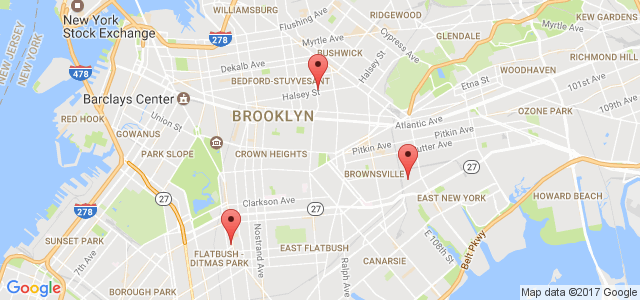 WILLIAMSBURG
RIDGEWOOD
KEW GARDENS
New York
Stock Exchange
278
Flushing Ave
Myrtle Ave
Cypress Ave
GLENDALE
Myrtle Ave
RICHMOND HILL
NEW JERSEY
NEW YORK
478
Dekalb Ave
BUSHWICK
Halsey St
WOODHAVEN
BEDFORD-STUYVESANT
Etna St
101st Ave
Barclays Center
Halsey St
109th Ave
RED HOOK
Union St
BROOKLYN
Atlantic Ave
OZONE PARK
GOWANUS
Pitkin Ave
PARK SLOPE
CROWN HEIGHTS
Pitkin Ave
Sutter Ave
27
BROWNSVILLE
27
278
Clarkson Ave
27
EAST NEW YORK
HOWARD BEACH
SUNSET PARK
7th Ave
FLATBUSH -
DITMAS PARK
Nostrand Ave
EAST FLATBUSH
E 108th St
Belt Pkwy
Ralph Ave
CANARSIE
BOROUGH PARK
Google
Map data ©2017 Google